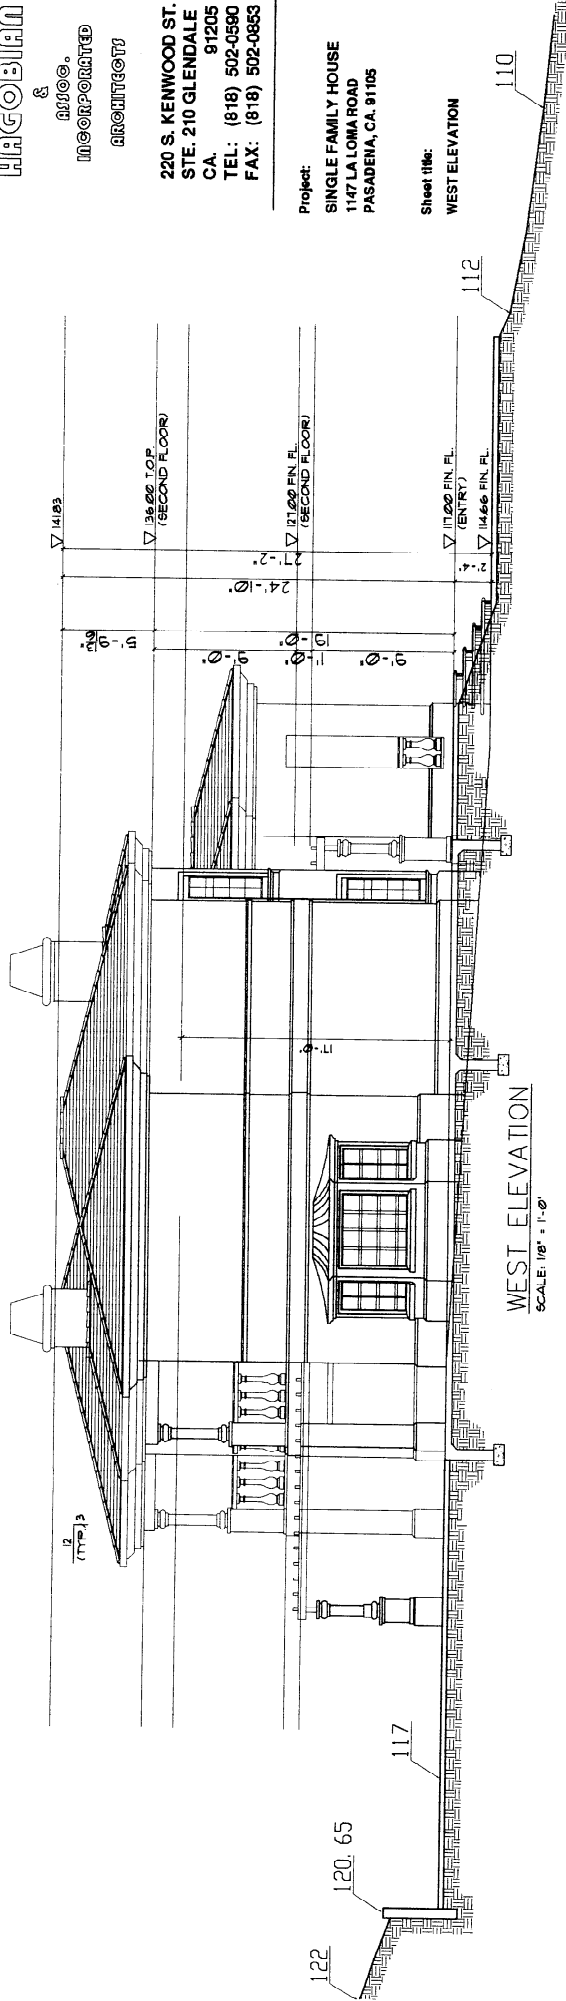 HAGOBIAN
&
ASSOC.
INCORPORATED
ARCHITECTS
220 S. KENWOOD ST.
STE. 210 GLENDALE
CA. 91205
TEL: (818) 502-0590
FAX: (818) 502-0853
Project:
SINGLE FAMILY HOUSE
1147 LA LOMA ROAD
PASADENA, CA. 91105
Sheet title:
WEST ELEVATION
110
112
141.83
136.00 T.O.P.
(SECOND FLOOR)
127.00 FIN. FL.
(SECOND FLOOR)
117.00 FIN. FL.
(ENTRY)
114.66 FIN. FL.
27'-2"
24'-10"
2'-4"
19'-0"
9'-0"
1'-0"
9'-0"
17'-0"
12
(TYP.) 3
WEST ELEVATION
SCALE: 1/8" = 1'-0"
117
120.65
122